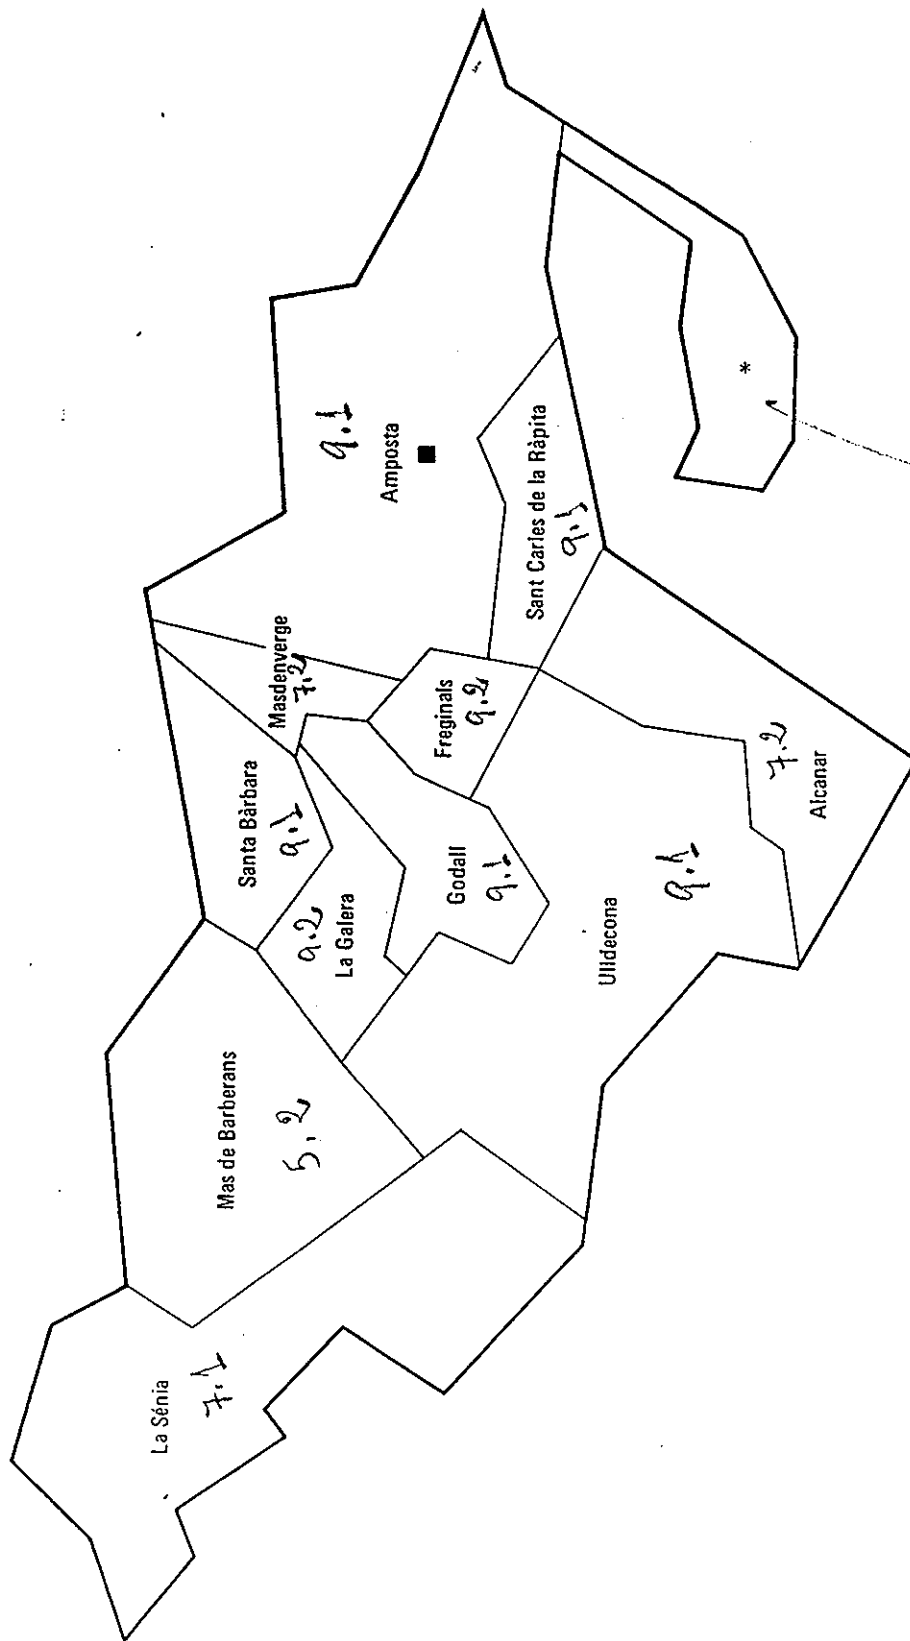 La Sénia
7.1
Mas de Barberans
5.2
Santa Bàrbara
9.1
La Galera
9.2
Masdenverge
7.2
Godall
9.1
Freginals
9.2
Amposta
9.1
Sant Carles de la Ràpita
Ulldecona
9.1
Alcanar
7.2
*